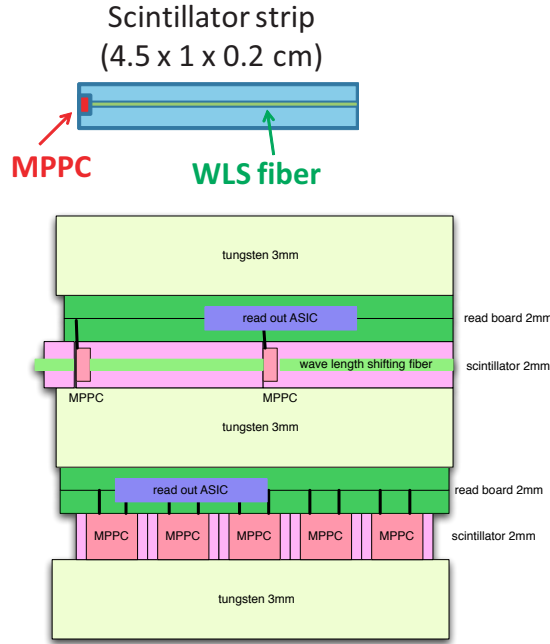 Scintillator strip
(4.5 x 1 x 0.2 cm)
MPPC
WLS fiber
tungsten 3mm
read out ASIC
read board 2mm
wave length shifting fiber
scintillator 2mm
MPPC
MPPC
tungsten 3mm
read out ASIC
read board 2mm
MPPC
MPPC
MPPC
MPPC
MPPC
scintillator 2mm
tungsten 3mm